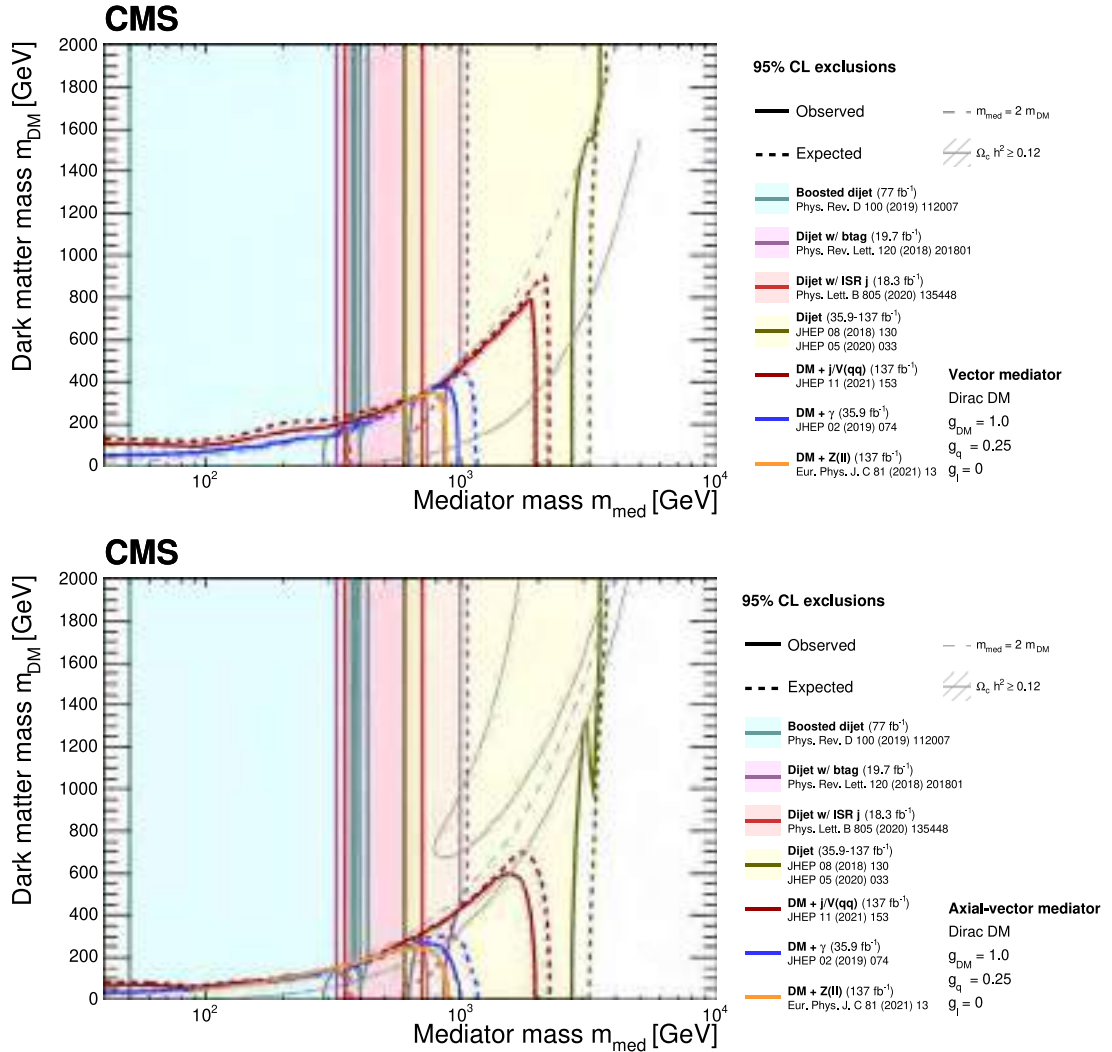 CMS
Dark matter mass m_DM [GeV]
2000
1800
1600
1400
1200
1000
800
600
400
200
0
10²
10³
10⁴
Mediator mass m_med [GeV]
95% CL exclusions
Observed
m_med = 2 m_DM
Expected
Ω_c h² ≥ 0.12
Boosted dijet (77 fb⁻¹)
Phys. Rev. D 100 (2019) 112007
Dijet w/ btag (19.7 fb⁻¹)
Phys. Rev. Lett. 120 (2018) 201801
Dijet w/ ISR j (18.3 fb⁻¹)
Phys. Lett. B 805 (2020) 135448
Dijet (35.9-137 fb⁻¹)
JHEP 08 (2018) 130
JHEP 05 (2020) 033
DM + j/V(qq) (137 fb⁻¹)
JHEP 11 (2021) 153
DM + γ (35.9 fb⁻¹)
JHEP 02 (2019) 074
DM + Z(ll) (137 fb⁻¹)
Eur. Phys. J. C 81 (2021) 13
Vector mediator
Dirac DM
g_DM = 1.0
g_q = 0.25
g_l = 0
CMS
Dark matter mass m_DM [GeV]
2000
1800
1600
1400
1200
1000
800
600
400
200
0
10²
10³
10⁴
Mediator mass m_med [GeV]
95% CL exclusions
Observed
m_med = 2 m_DM
Expected
Ω_c h² ≥ 0.12
Boosted dijet (77 fb⁻¹)
Phys. Rev. D 100 (2019) 112007
Dijet w/ btag (19.7 fb⁻¹)
Phys. Rev. Lett. 120 (2018) 201801
Dijet w/ ISR j (18.3 fb⁻¹)
Phys. Lett. B 805 (2020) 135448
Dijet (35.9-137 fb⁻¹)
JHEP 08 (2018) 130
JHEP 05 (2020) 033
DM + j/V(qq) (137 fb⁻¹)
JHEP 11 (2021) 153
DM + γ (35.9 fb⁻¹)
JHEP 02 (2019) 074
DM + Z(ll) (137 fb⁻¹)
Eur. Phys. J. C 81 (2021) 13
Axial-vector mediator
Dirac DM
g_DM = 1.0
g_q = 0.25
g_l = 0